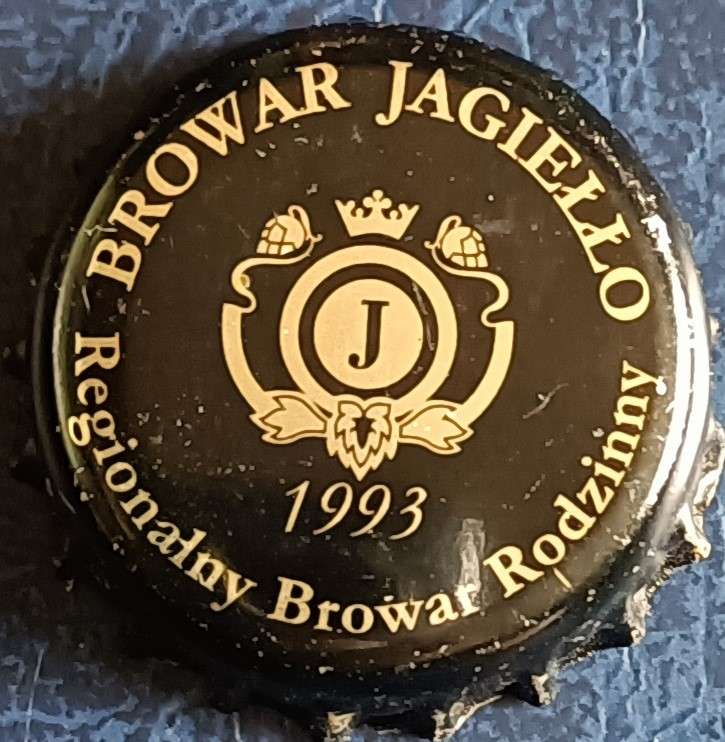 BROWAR JAGIEŁŁO
J
1993
Regionalny Browar Rodzinny